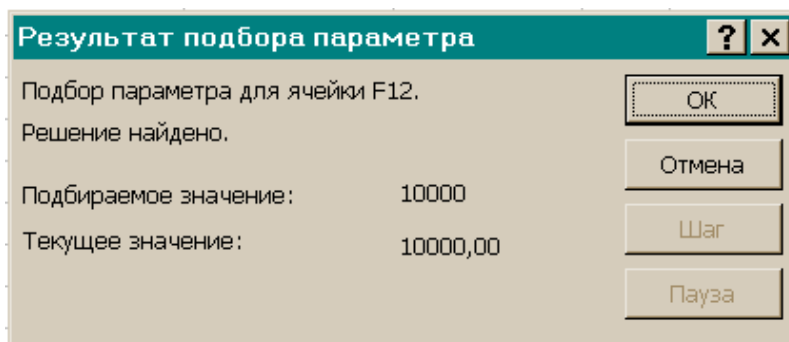 Результат подбора параметра
? ×
Подбор параметра для ячейки F12.
Решение найдено.
Подбираемое значение: 10000
Текущее значение: 10000,00
ОК
Отмена
Шаг
Пауза